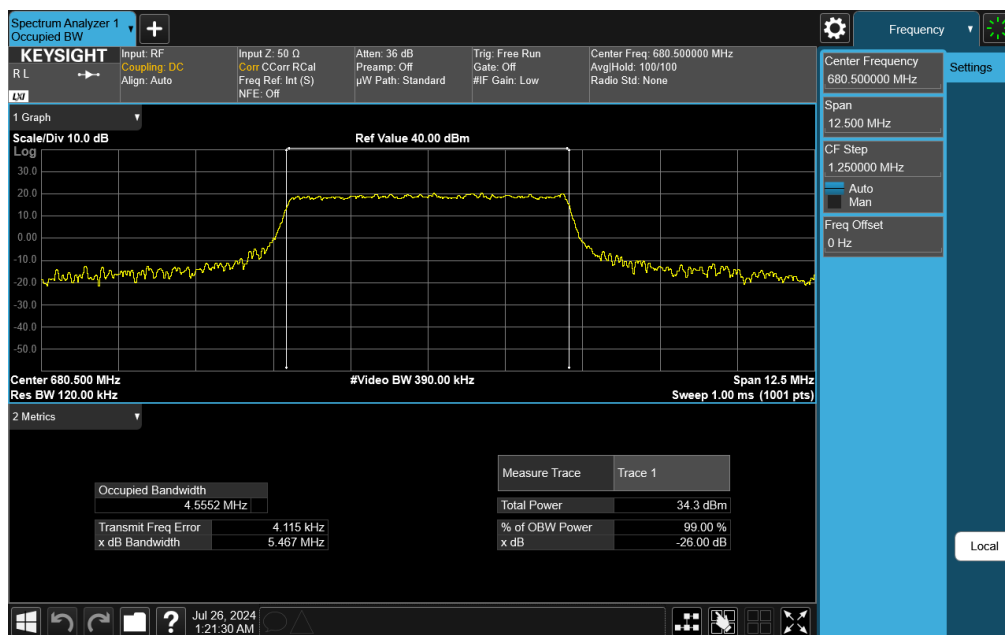 Spectrum Analyzer 1
Occupied BW
+
Frequency
KEYSIGHT
R L
LXI
Input: RF
Coupling: DC
Align: Auto
Input Z: 50 Ω
Corr CCorr RCal
Freq Ref: Int (S)
NFE: Off
Atten: 36 dB
Preamp: Off
µW Path: Standard
Trig: Free Run
Gate: Off
#IF Gain: Low
Center Freq: 680.500000 MHz
Avg|Hold: 100/100
Radio Std: None
Center Frequency
680.500000 MHz
Settings
Span
12.500 MHz
CF Step
1.250000 MHz
Auto
Man
Freq Offset
0 Hz
Local
1 Graph
Scale/Div 10.0 dB
Ref Value 40.00 dBm
Log
30.0
20.0
10.0
0.00
-10.0
-20.0
-30.0
-40.0
-50.0
Center 680.500 MHz
#Video BW 390.00 kHz
Span 12.5 MHz
Res BW 120.00 kHz
Sweep 1.00 ms (1001 pts)
2 Metrics
Occupied Bandwidth
4.5552 MHz
Transmit Freq Error 4.115 kHz
x dB Bandwidth 5.467 MHz
Measure Trace Trace 1
Total Power 34.3 dBm
% of OBW Power 99.00 %
x dB -26.00 dB
?
Jul 26, 2024
1:21:30 AM